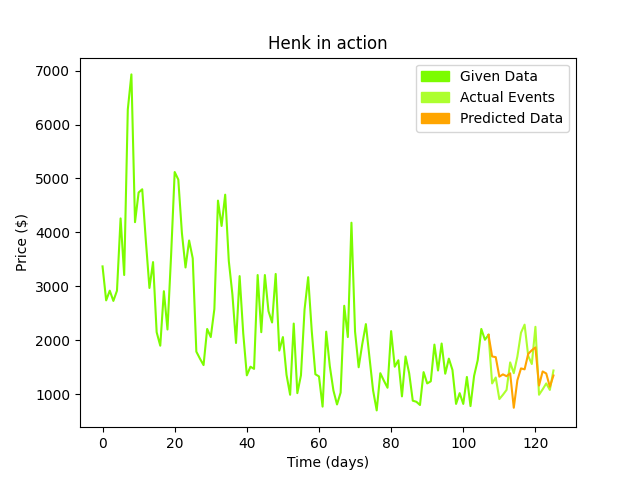 Henk in action
Given Data
Actual Events
Predicted Data
Price ($)
7000
6000
5000
4000
3000
2000
1000
0
20
40
60
80
100
120
Time (days)